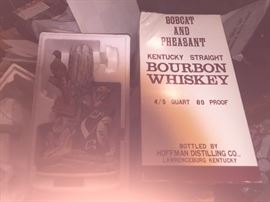 BOBCAT
AND
PHEASANT
KENTUCKY STRAIGHT
BOURBON
WHISKEY
4/5 QUART 80 PROOF
BOTTLED BY
HOFFMAN DISTILLING CO.,
LAWRENCEBURG KENTUCKY